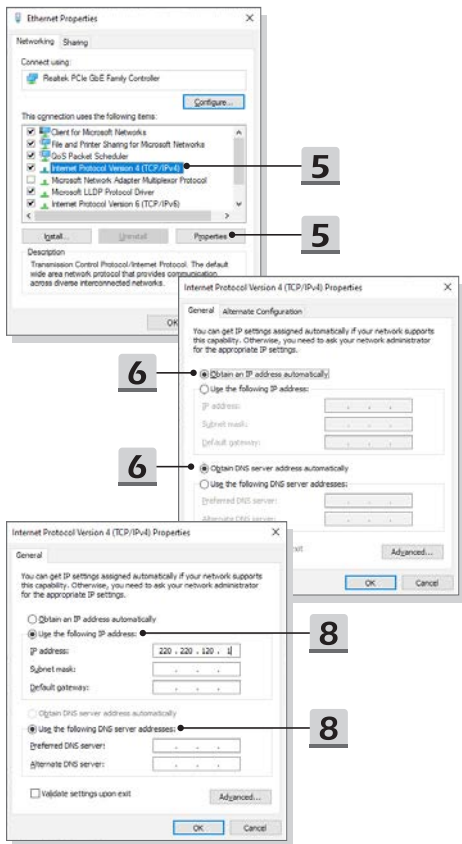 Ethernet Properties
Networking Sharing
Connect using:
Realtek PCIe GbE Family Controller
Configure...
This connection uses the following items:
Client for Microsoft Networks
File and Printer Sharing for Microsoft Networks
QoS Packet Scheduler
Internet Protocol Version 4 (TCP/IPv4)
5
Microsoft Network Adapter Multiplexor Protocol
Microsoft LLDP Protocol Driver
Internet Protocol Version 6 (TCP/IPv6)
Install... Uninstall Properties
5
Description
Transmission Control Protocol/Internet Protocol. The default
wide area network protocol that provides communication
across diverse interconnected networks.
OK
Internet Protocol Version 4 (TCP/IPv4) Properties
General Alternate Configuration
You can get IP settings assigned automatically if your network supports
this capability. Otherwise, you need to ask your network administrator
for the appropriate IP settings.
6
Obtain an IP address automatically
Use the following IP address:
IP address:
Subnet mask:
Default gateway:
6
Obtain DNS server address automatically
Use the following DNS server addresses:
Preferred DNS server:
Alternate DNS server:
Advanced...
OK Cancel
Internet Protocol Version 4 (TCP/IPv4) Properties
General
You can get IP settings assigned automatically if your network supports
this capability. Otherwise, you need to ask your network administrator
for the appropriate IP settings.
Obtain an IP address automatically
Use the following IP address:
8
IP address: 220 . 220 . 120 . 1
Subnet mask: . . .
Default gateway: . . .
Obtain DNS server address automatically
Use the following DNS server addresses:
8
Preferred DNS server: . . .
Alternate DNS server: . . .
Validate settings upon exit
Advanced...
OK Cancel